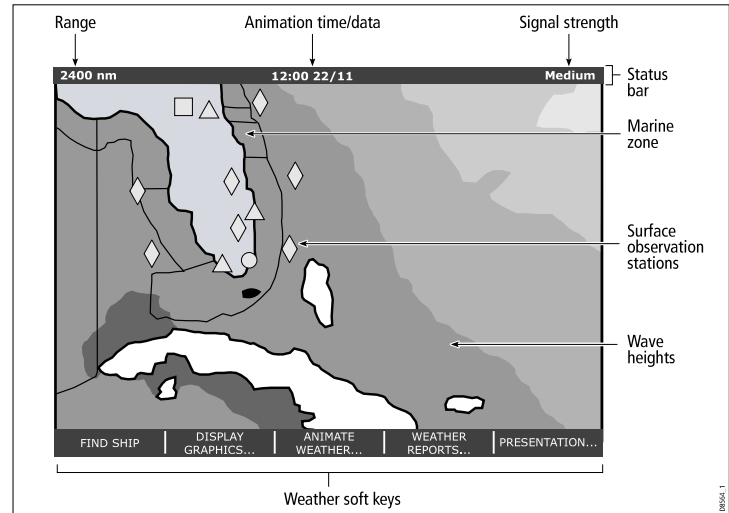 Range
Animation time/data
Signal strength
2400 nm
12:00 22/11
Medium
Status
bar
Marine
zone
Surface
observation
stations
Wave
heights
FIND SHIP
DISPLAY
GRAPHICS...
ANIMATE
WEATHER...
WEATHER
REPORTS...
PRESENTATION...
Weather soft keys
D8564_1